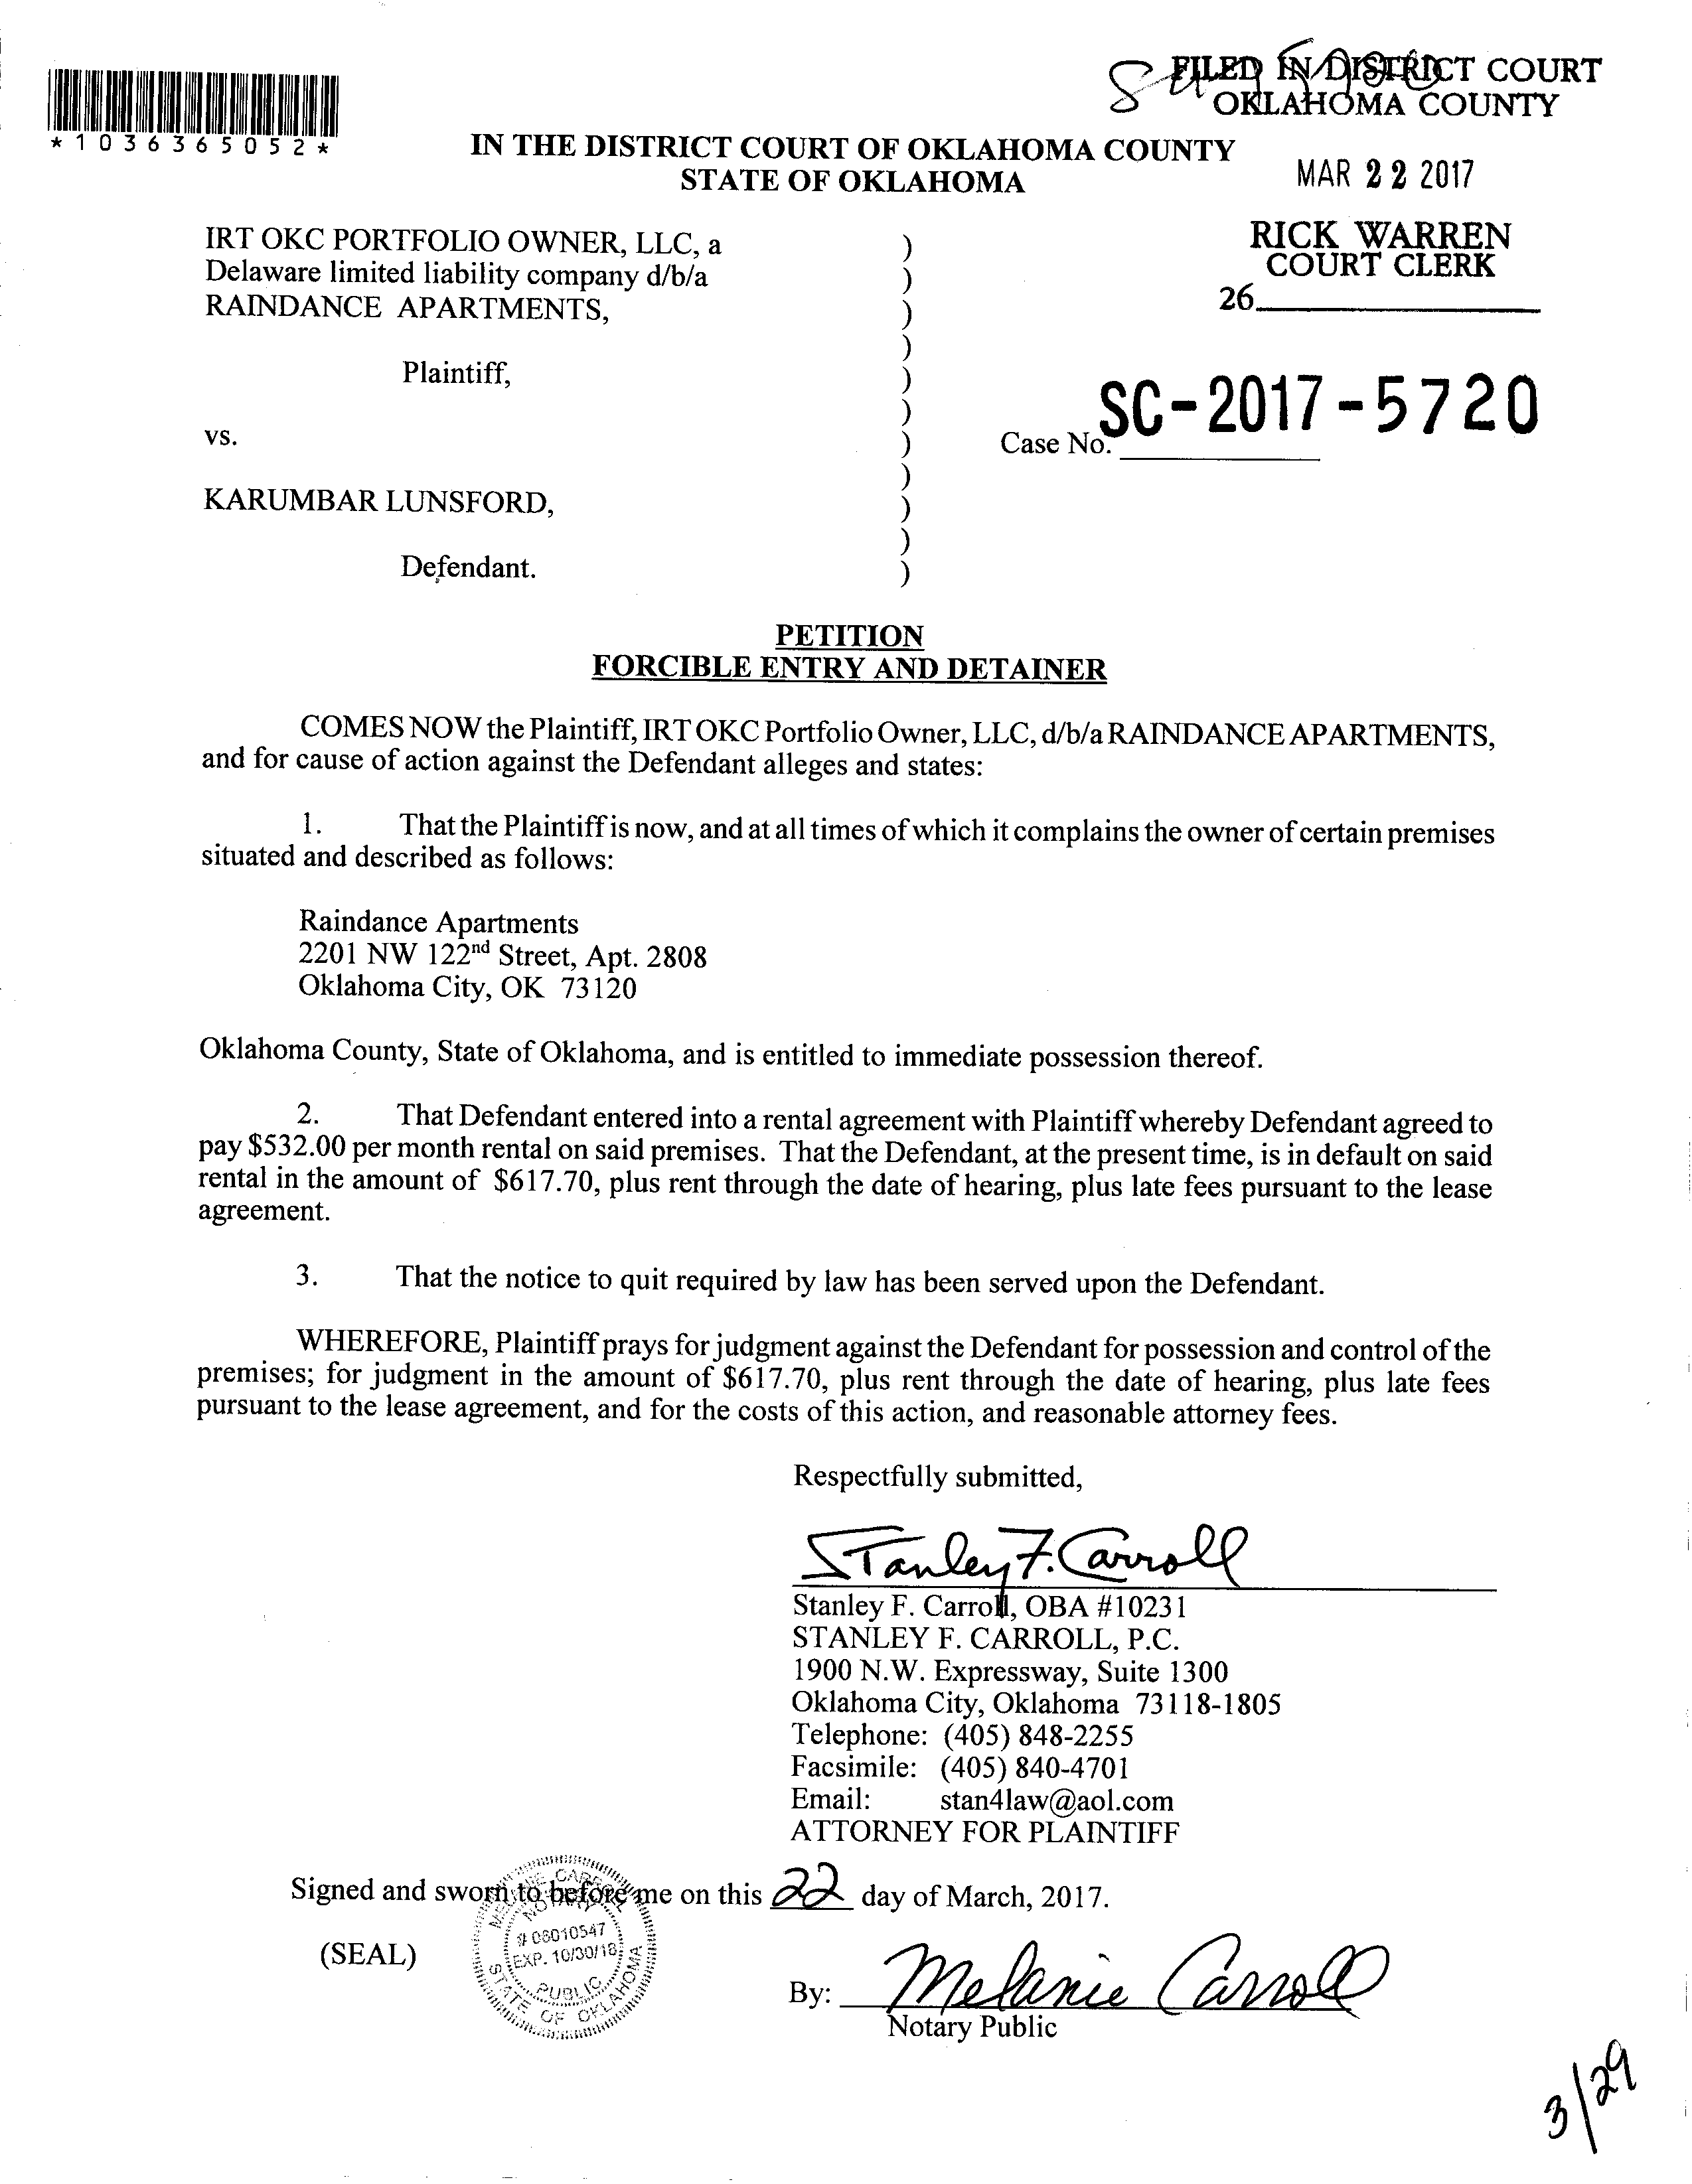 FILED IN DISTRICT COURT
OKLAHOMA COUNTY
*1036365052*
IN THE DISTRICT COURT OF OKLAHOMA COUNTY
STATE OF OKLAHOMA
MAR 22 2017
IRT OKC PORTFOLIO OWNER, LLC, a )
Delaware limited liability company d/b/a )
RAINDANCE APARTMENTS, )
)
Plaintiff, )
)
vs. )
)
KARUMBAR LUNSFORD, )
)
Defendant. )
RICK WARREN
COURT CLERK
26
Case No. SC-2017-5720
PETITION
FORCIBLE ENTRY AND DETAINER
COMES NOW the Plaintiff, IRT OKC Portfolio Owner, LLC, d/b/a RAINDANCE APARTMENTS,
and for cause of action against the Defendant alleges and states:
1. That the Plaintiff is now, and at all times of which it complains the owner of certain premises
situated and described as follows:
Raindance Apartments
2201 NW 122nd Street, Apt. 2808
Oklahoma City, OK 73120
Oklahoma County, State of Oklahoma, and is entitled to immediate possession thereof.
2. That Defendant entered into a rental agreement with Plaintiff whereby Defendant agreed to
pay $532.00 per month rental on said premises. That the Defendant, at the present time, is in default on said
rental in the amount of $617.70, plus rent through the date of hearing, plus late fees pursuant to the lease
agreement.
3. That the notice to quit required by law has been served upon the Defendant.
WHEREFORE, Plaintiff prays for judgment against the Defendant for possession and control of the
premises; for judgment in the amount of $617.70, plus rent through the date of hearing, plus late fees
pursuant to the lease agreement, and for the costs of this action, and reasonable attorney fees.
Respectfully submitted,
Stanley F. Carroll
Stanley F. Carroll, OBA #10231
STANLEY F. CARROLL, P.C.
1900 N.W. Expressway, Suite 1300
Oklahoma City, Oklahoma 73118-1805
Telephone: (405) 848-2255
Facsimile: (405) 840-4701
Email: stan4law@aol.com
ATTORNEY FOR PLAINTIFF
Signed and sworn to before me on this 22 day of March, 2017.
(SEAL)
MELANIE CARROLL
NOTARY
# 06010547
EXP. 10/30/18
PUBLIC
STATE OF OKLAHOMA
By: Melanie Carroll
Notary Public
3/29